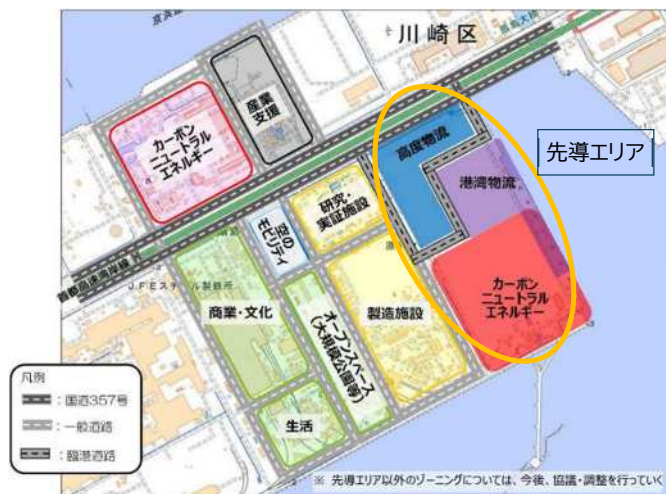 京浜
川崎区
産業
支援
カーボン
ニュートラル
エネルギー
高度物流
先導エリア
港湾物流
研究・
実証施設
空の
モビリティ
首都高速湾岸線
JFEスチール製鉄所
商業・文化
オープンスペース
(大規模公園等)
製造施設
カーボン
ニュートラル
エネルギー
生活
凡例
:国道357号
:一般道路
:臨港道路
※ 先導エリア以外のゾーニングについては、今後、協議・調整を行っていく